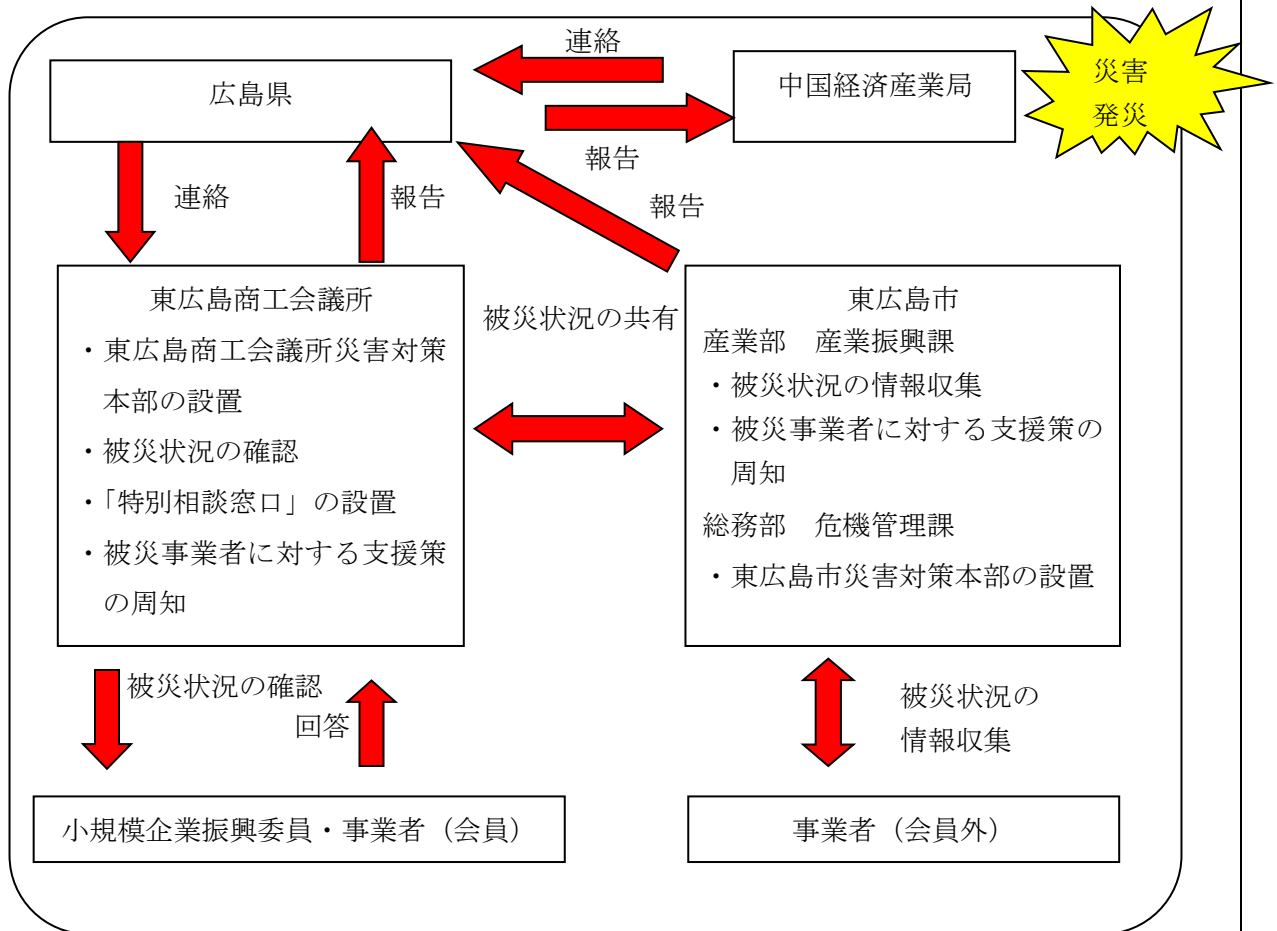 連絡
広島県
中国経済産業局
災害
発災
報告
連絡
報告
報告
東広島商工会議所
・東広島商工会議所災害対策
本部の設置
・被災状況の確認
・「特別相談窓口」の設置
・被災事業者に対する支援策
の周知
被災状況の共有
東広島市
産業部　産業振興課
・被災状況の情報収集
・被災事業者に対する支援策の
周知
総務部　危機管理課
・東広島市災害対策本部の設置
被災状況の確認
回答
被災状況の
情報収集
小規模企業振興委員・事業者（会員）
事業者（会員外）